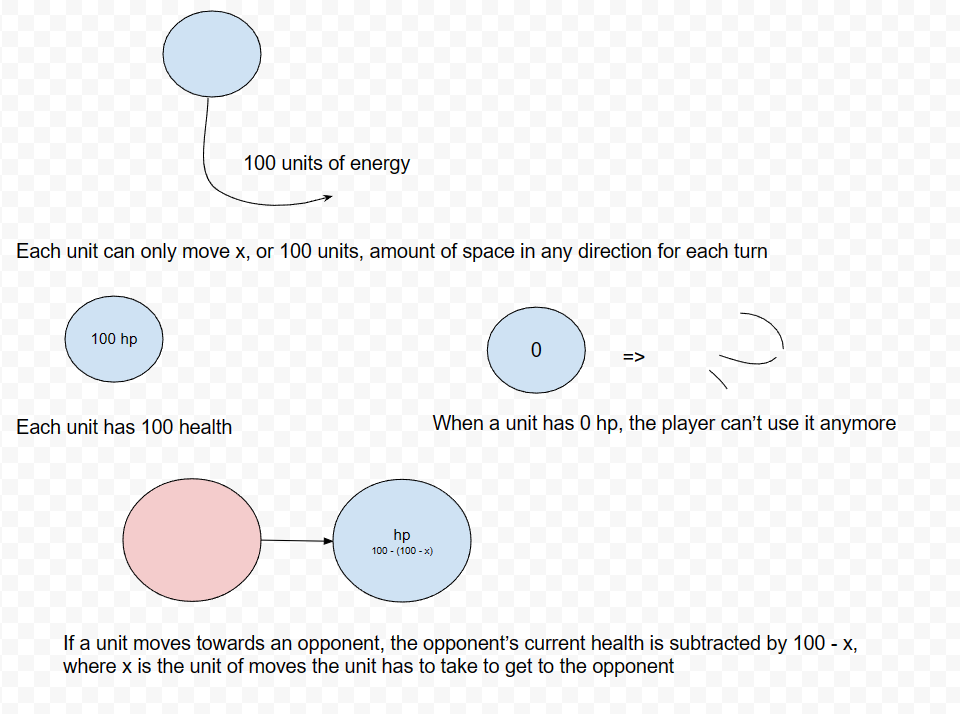 100 units of energy
Each unit can only move x, or 100 units, amount of space in any direction for each turn
100 hp
0
=>
Each unit has 100 health
When a unit has 0 hp, the player can’t use it anymore
hp
100 - (100 - x)
If a unit moves towards an opponent, the opponent’s current health is subtracted by 100 - x,
where x is the unit of moves the unit has to take to get to the opponent